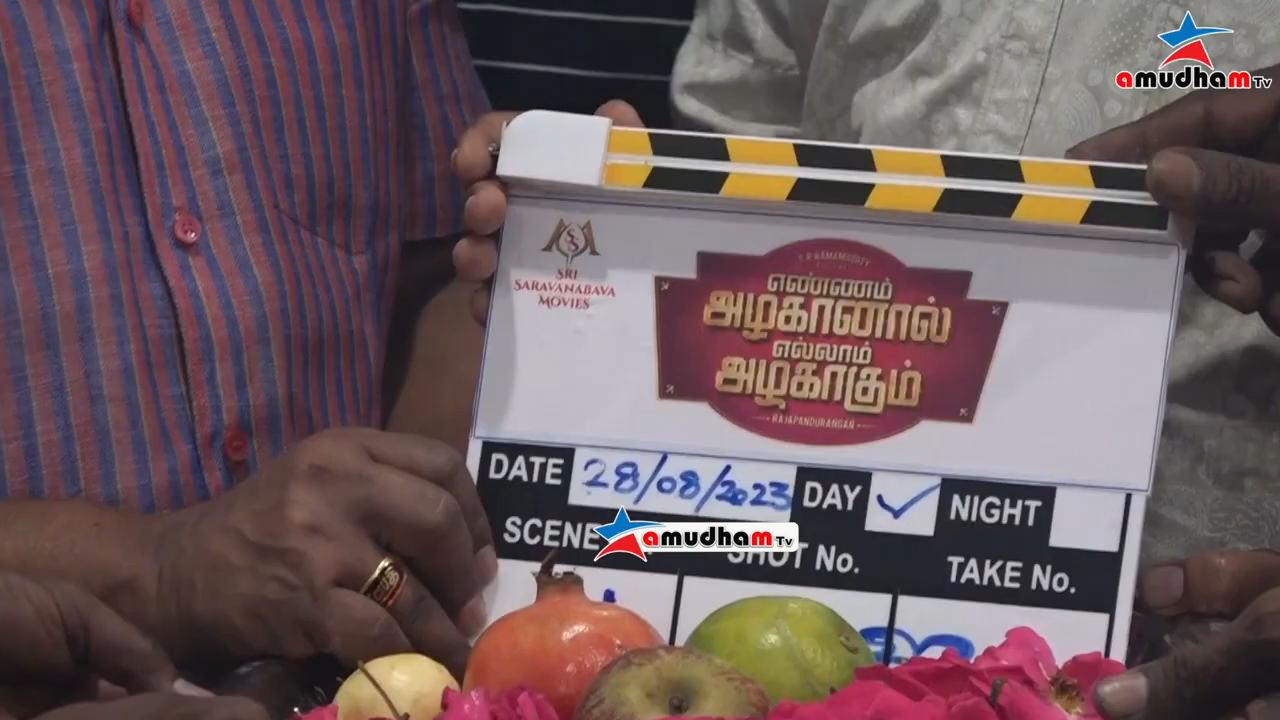 amudham Tv
SRI
SARAVANABAVA
MOVIES
எண்ணம்
அழகானால்
எல்லாம்
அழகாகும்
RAJAPANDURANGAN
DATE 28/08/2023 DAY ✓ NIGHT
SCENE SHOT No. TAKE No.
amudham Tv